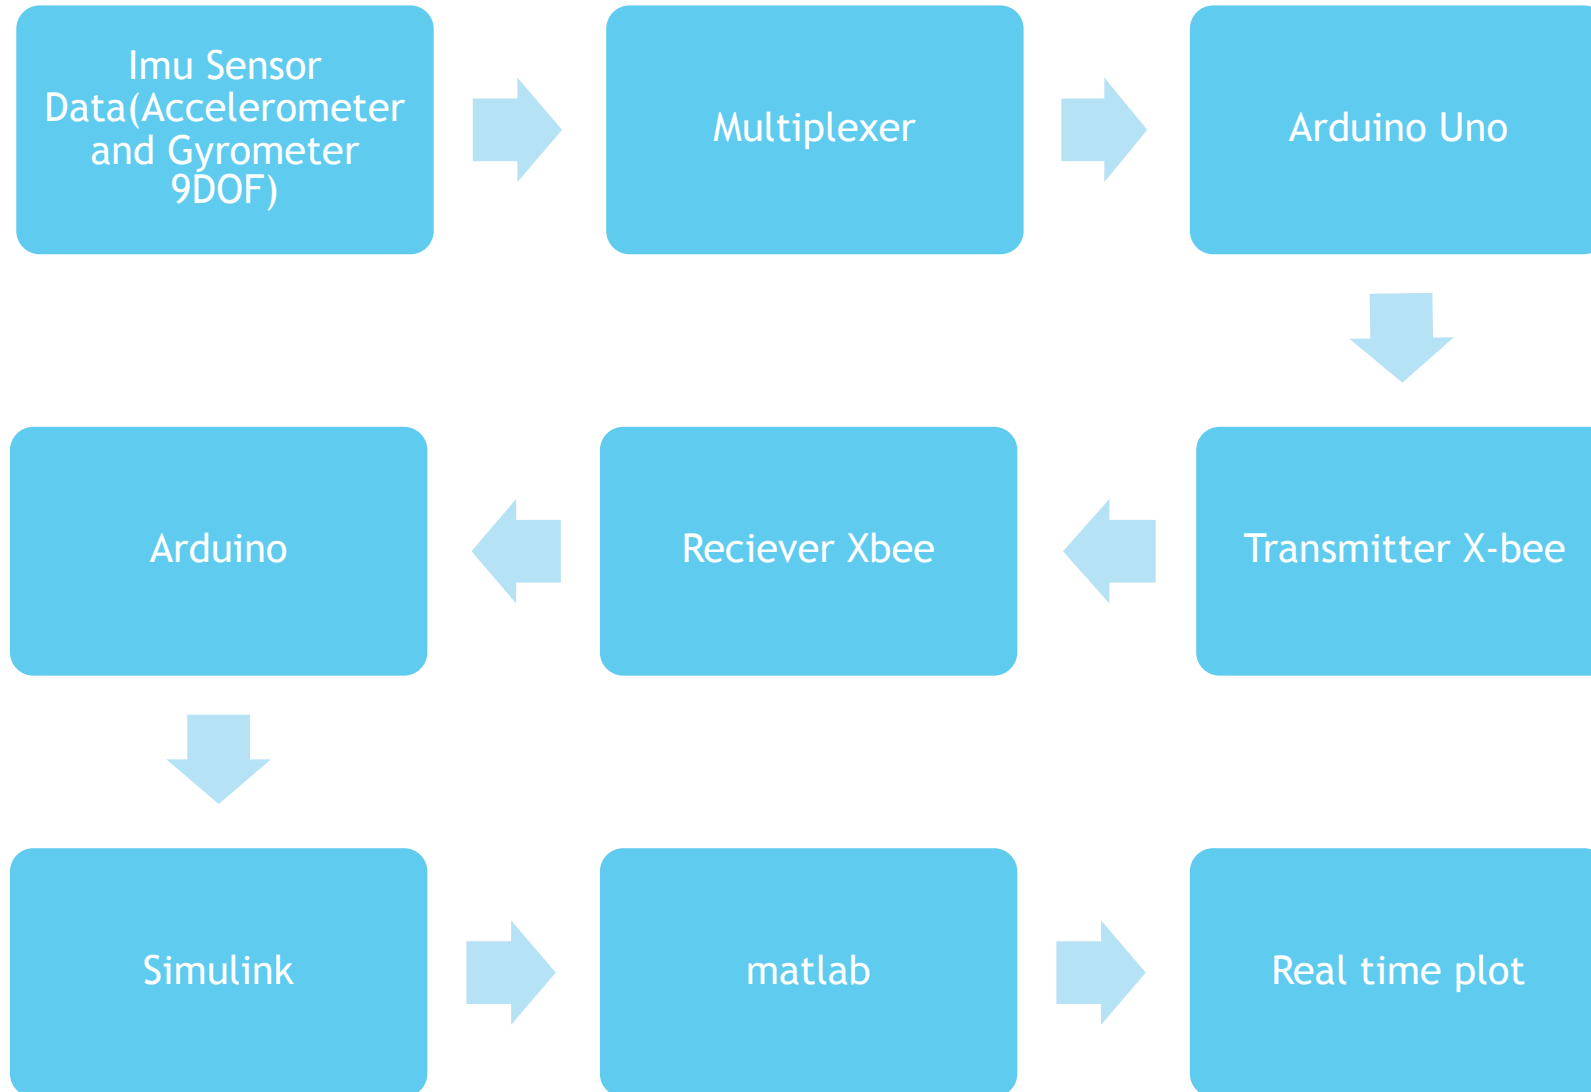 Imu Sensor
Data(Accelerometer
and Gyrometer
9DOF)
Multiplexer
Arduino Uno
Transmitter X-bee
Reciever Xbee
Arduino
Simulink
matlab
Real time plot